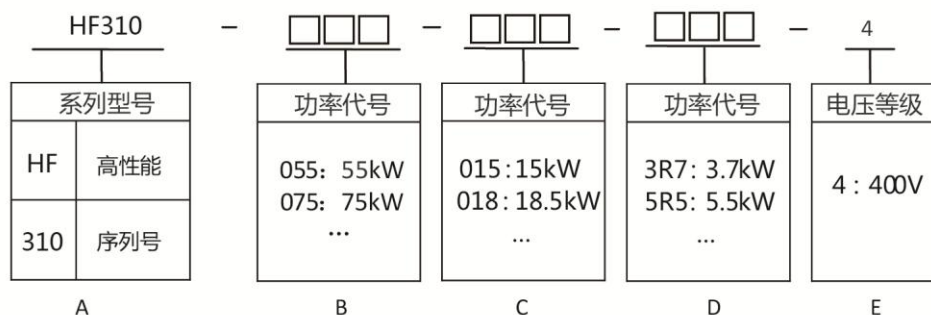 HF310 - □□□ - □□□ - □□□ - 4
系列型号 功率代号 功率代号 功率代号 电压等级
HF 高性能 055: 55kW 015:15kW 3R7: 3.7kW 4:400V
075: 75kW 018:18.5kW 5R5: 5.5kW
310 序列号 ... ... ...
A B C D E